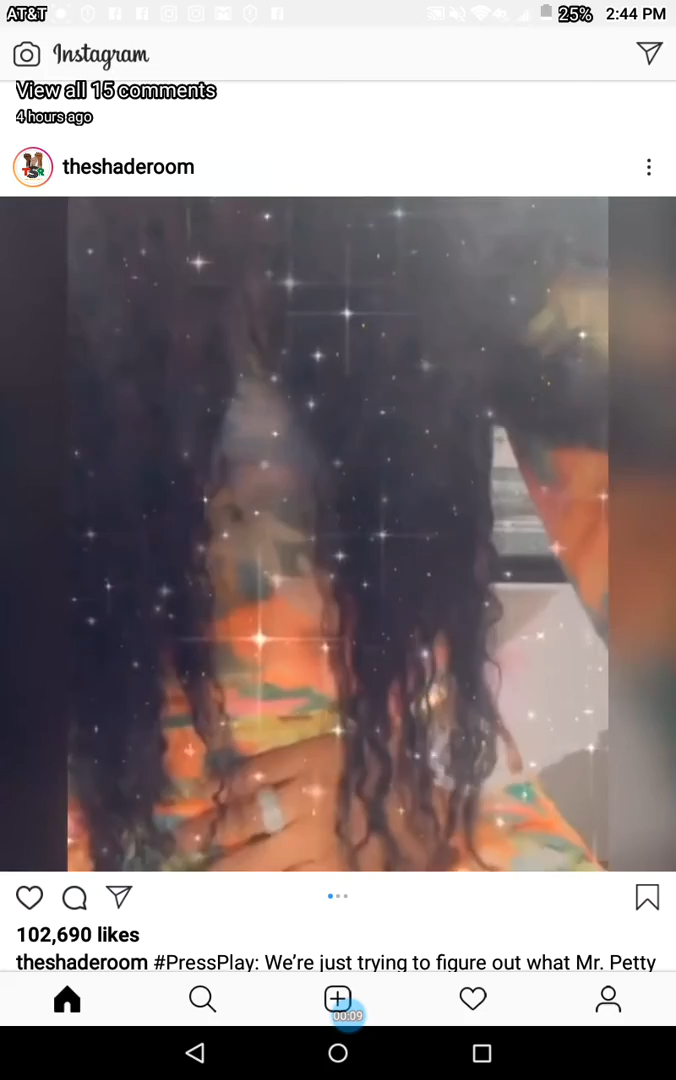 AT&T 25% 2:44 PM
Instagram
View all 15 comments
4 hours ago
TSR theshaderoom
102,690 likes
theshaderoom #PressPlay: We're just trying to figure out what Mr. Petty
00:09